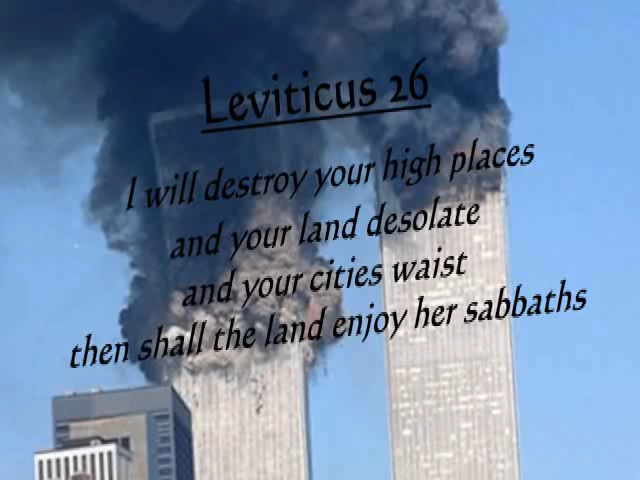 Leviticus 26
I will destroy your high places
and your land desolate
and your cities waist
then shall the land enjoy her sabbaths